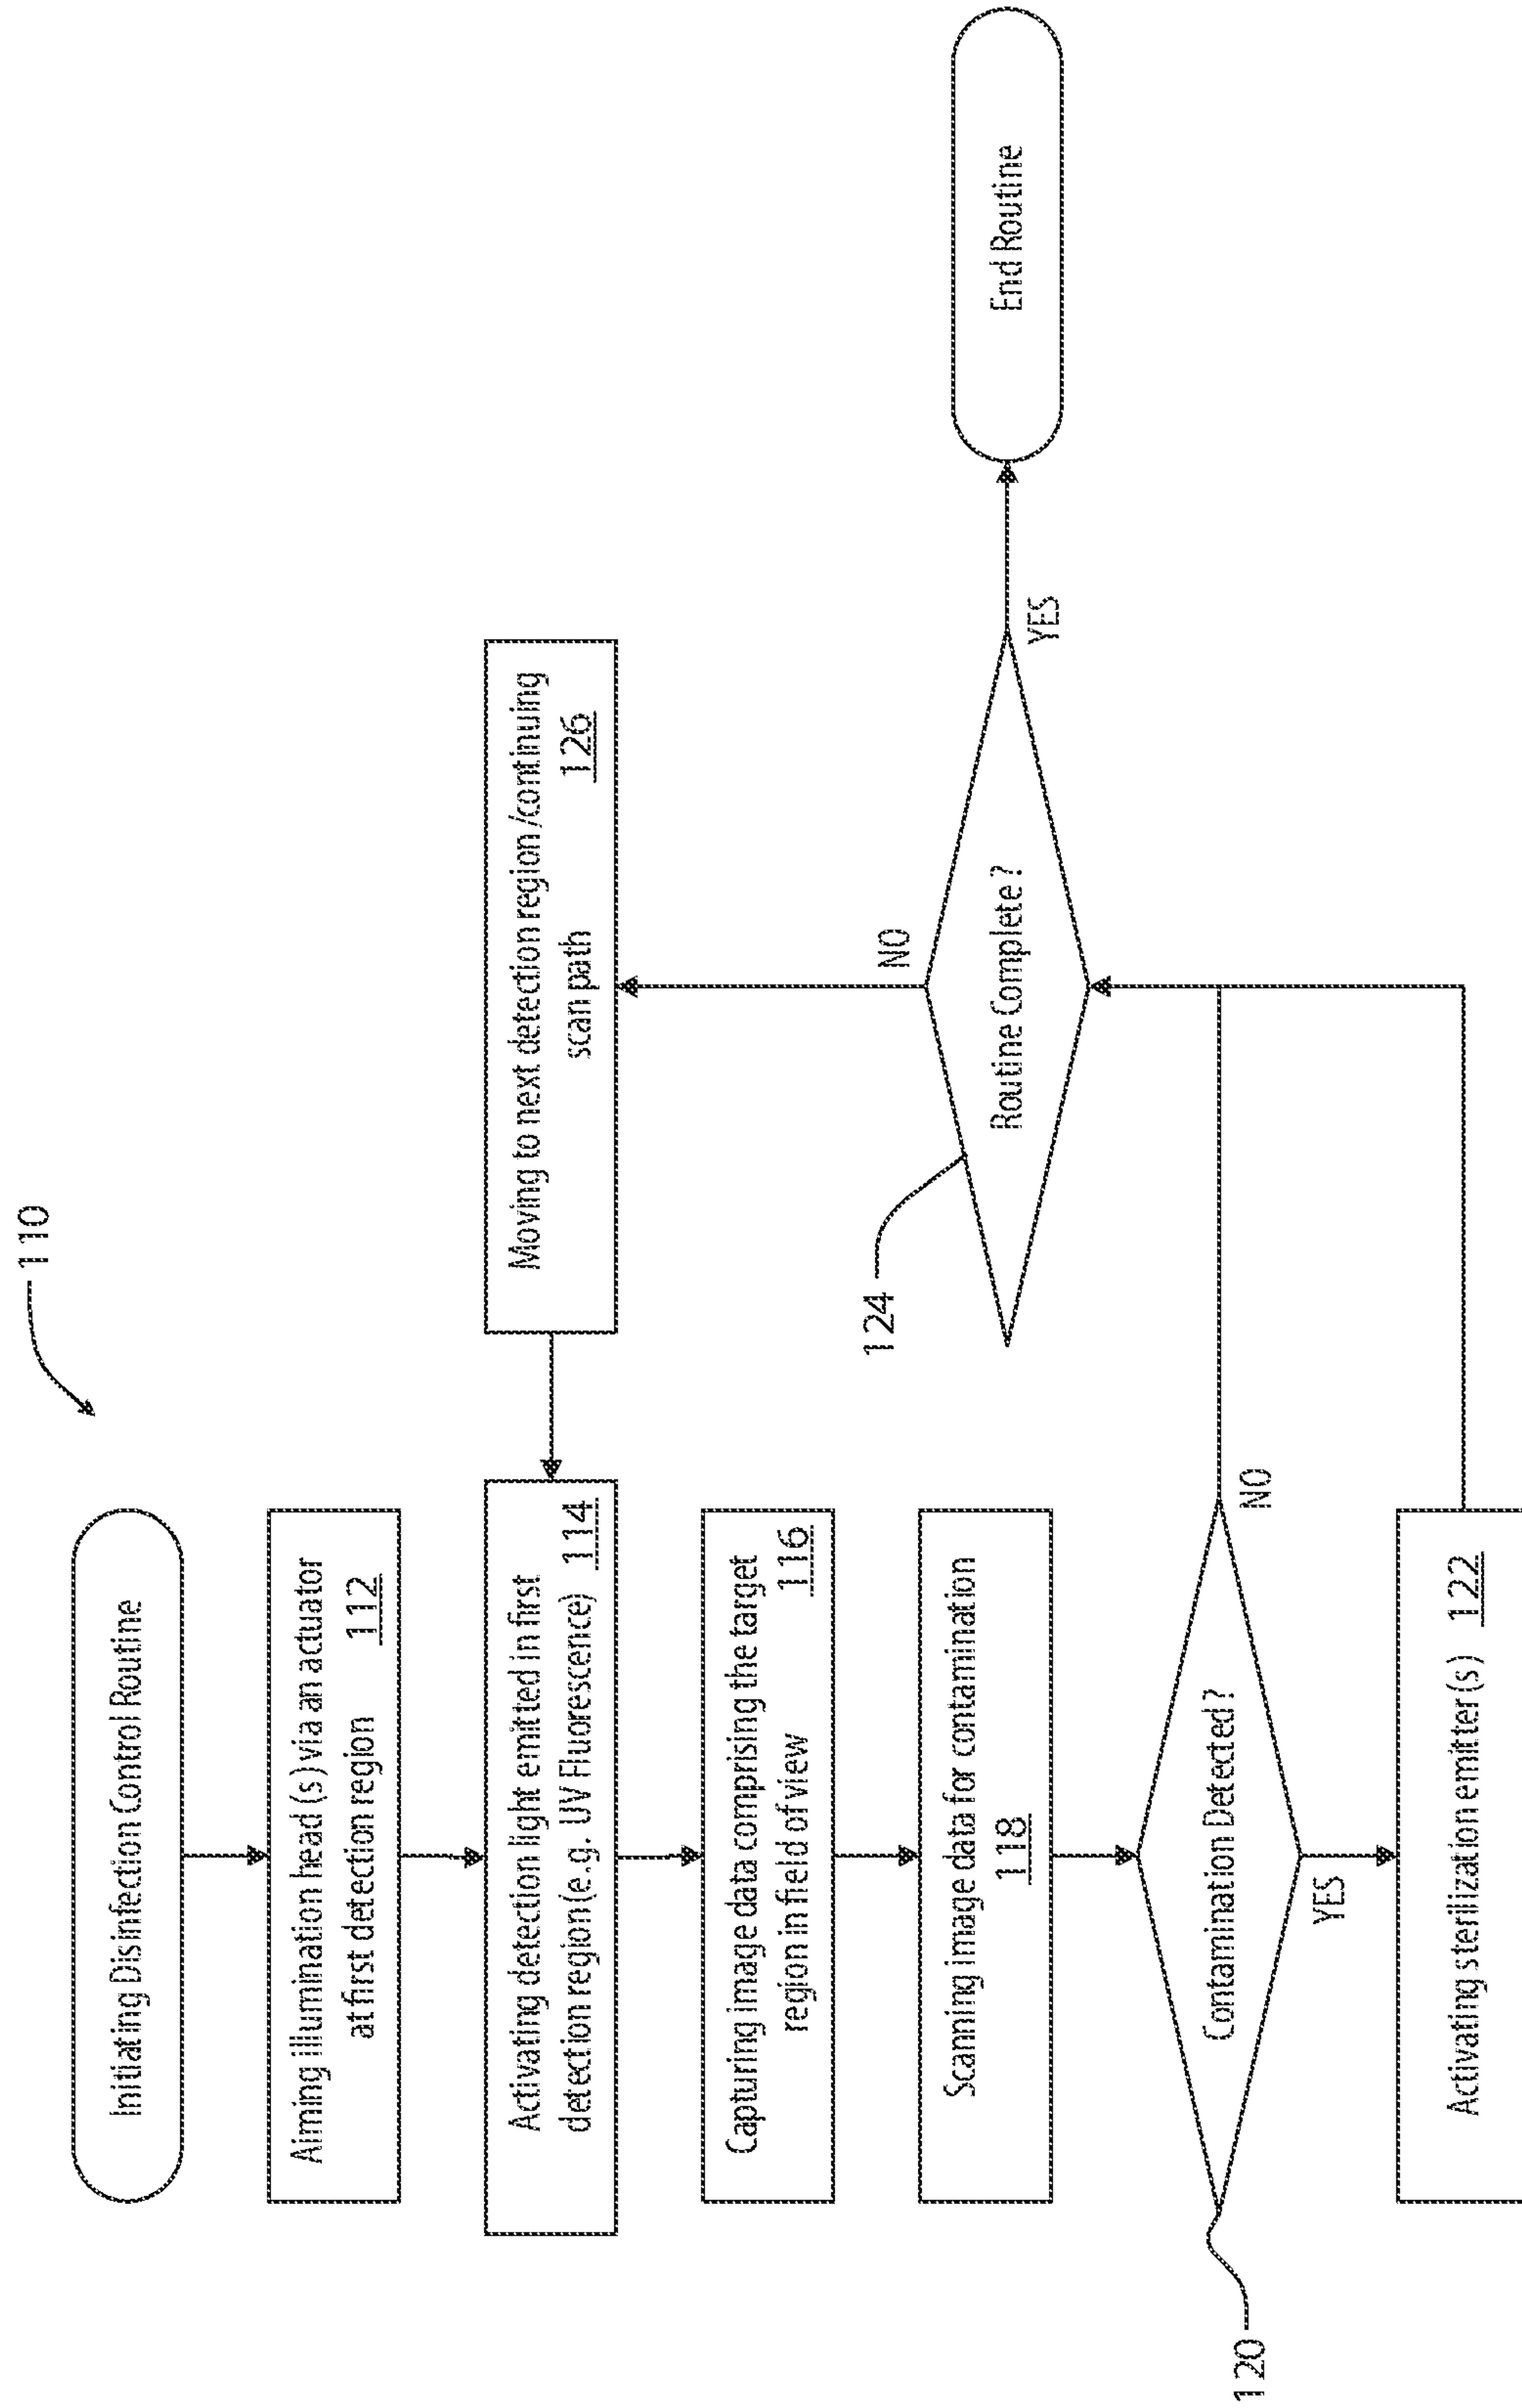 110
Initiating Disinfection Control Routine
Aiming illumination head(s) via an actuator
at first detection region 112
Activating detection light emitted in first
detection region (e.g. UV Fluorescence) 114
Capturing image data comprising the target
region in field of view 116
Scanning image data for contamination
118
Contamination Detected?
120
NO
YES
Activating sterilization emitter(s) 122
Moving to next detection region/continuing
scan path 126
NO
124
Routine Complete?
YES
End Routine